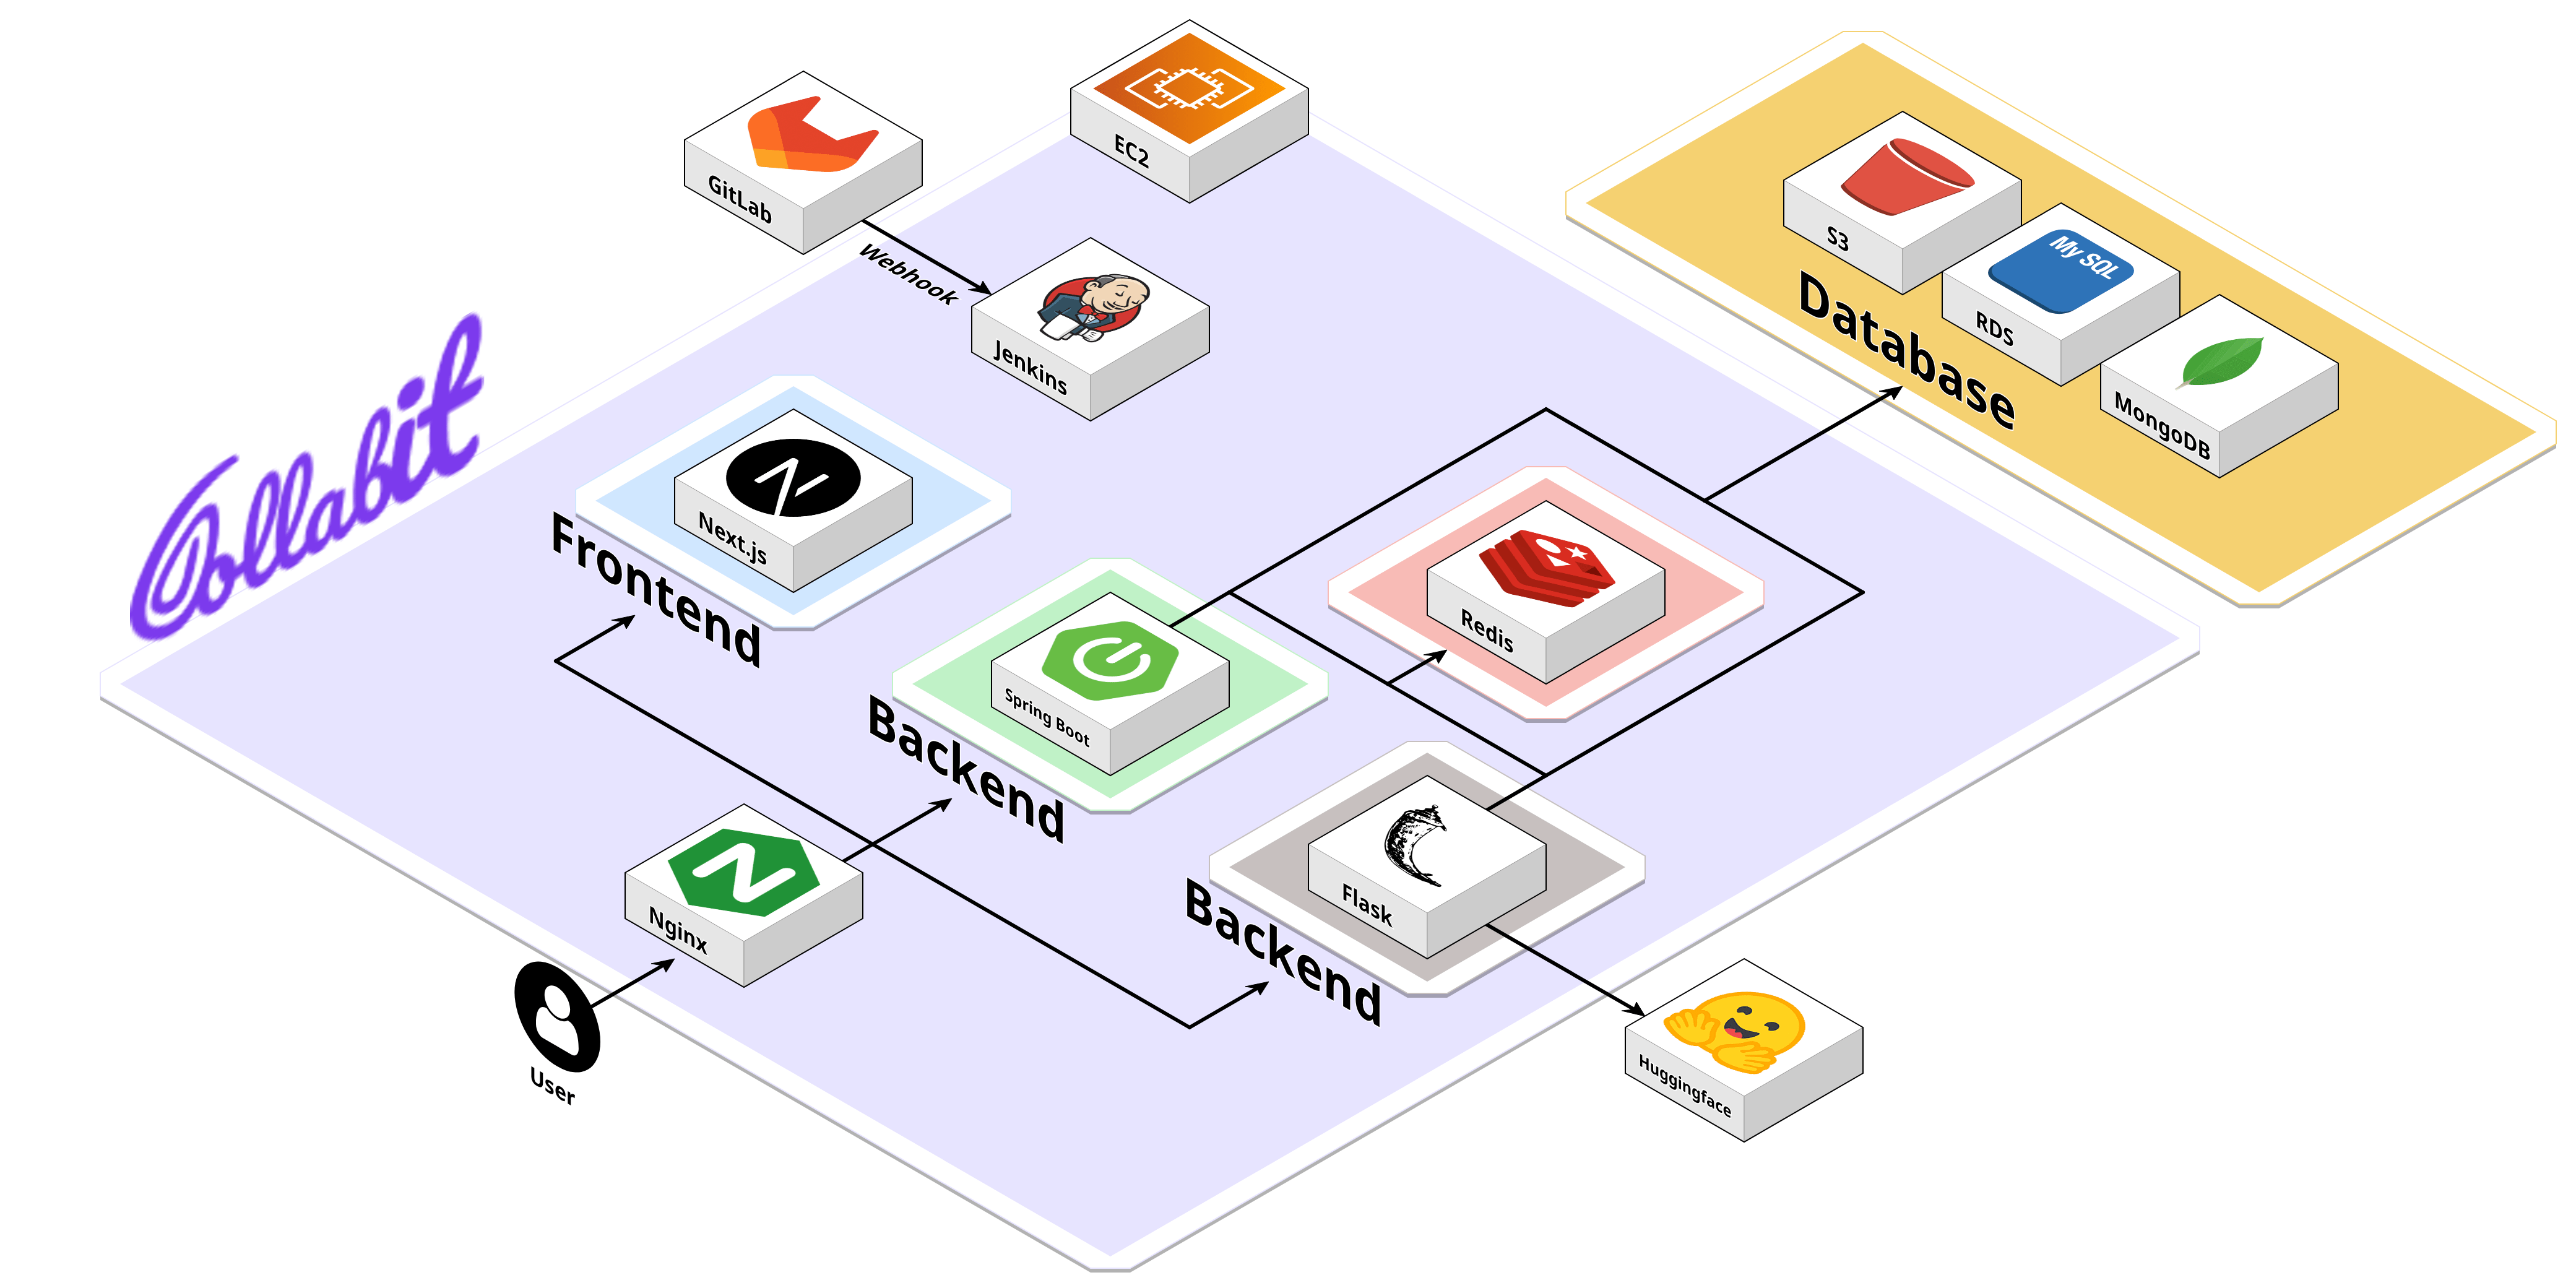 EC2
GitLab
Webhook
Jenkins
S3
My SQL
RDS
MongoDB
Database
Collabit
Next.js
Frontend
Redis
Spring Boot
Backend
Flask
Backend
Nginx
User
Huggingface